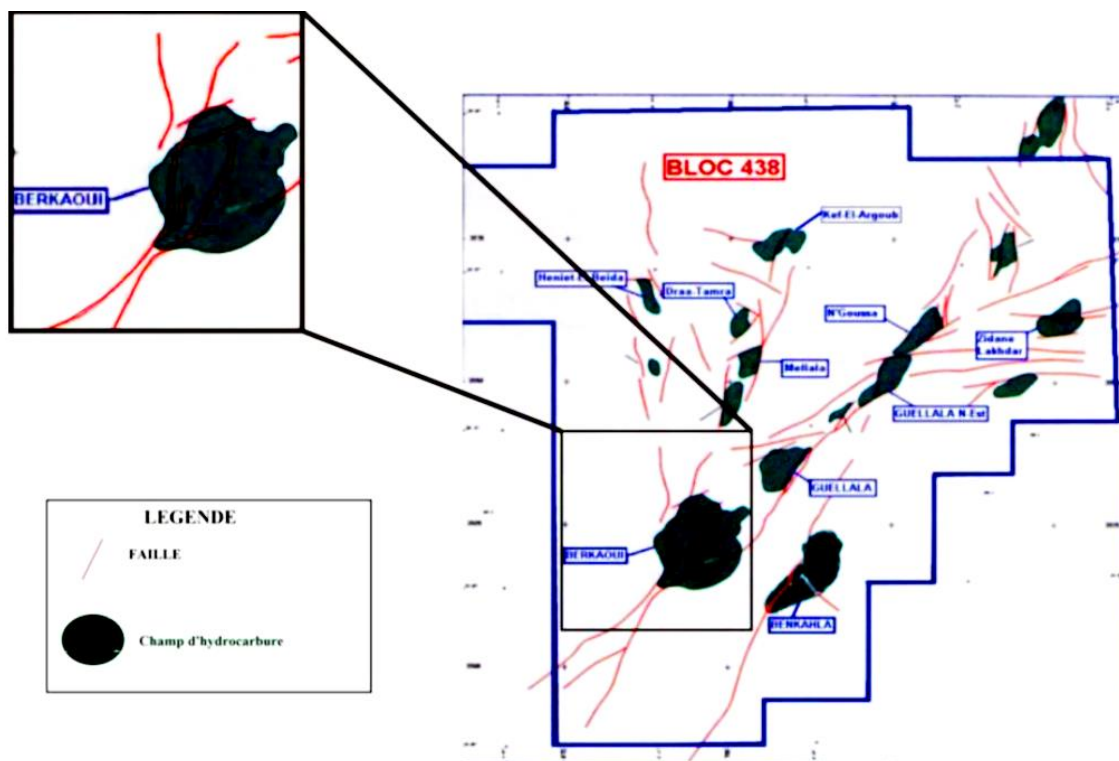 BERKAOUI
BLOC 438
Kef-El-Argoub
Draa-Tamra
N'Goussa
Zidane
Lakhdar
Mellala
GUELLALA N-Est
GUELLALA
BERKAOUI
BENKAHLA
LEGENDE
FAILLE
Champ d'hydrocarbure